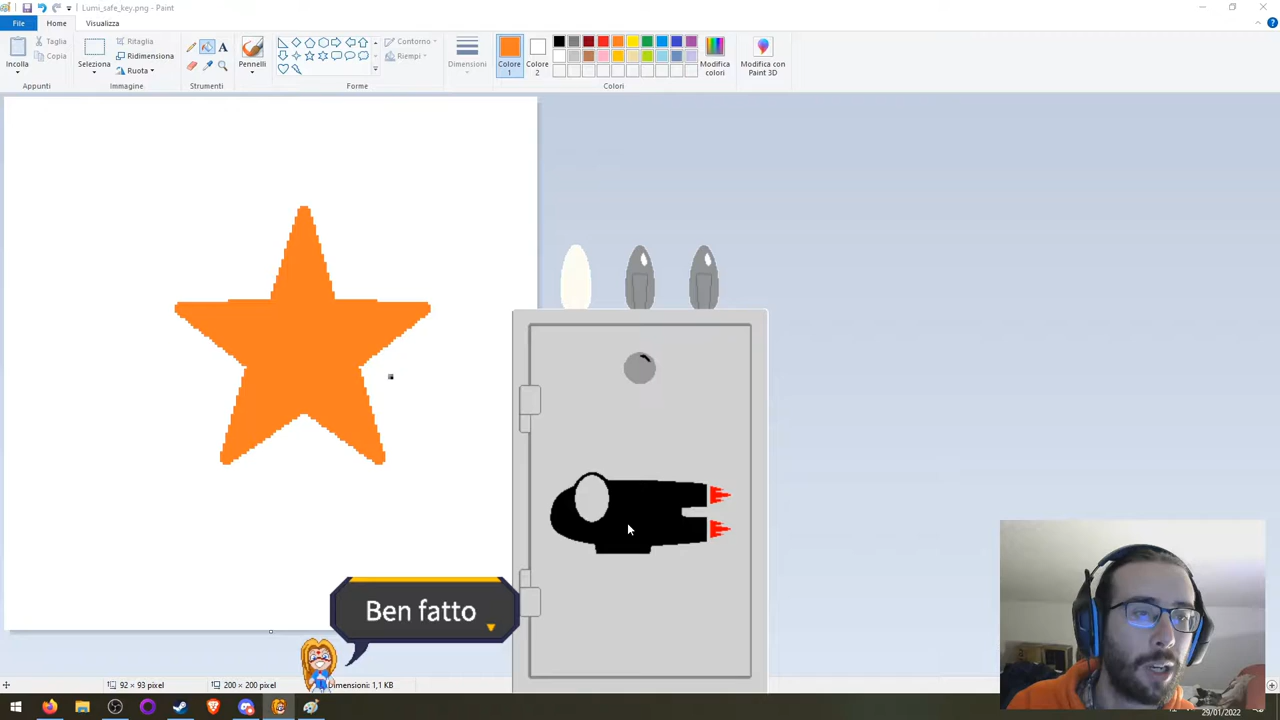 Lumi_safe_key.png - Paint
File
Home
Visualizza
Incolla
Taglia
Copia
Appunti
Seleziona
Ritaglia
Ridimensiona
Ruota
Immagine
Strumenti
Pennelli
Forme
Contorno
Riempi
Dimensioni
Colore
1
Colore
2
Colori
Modifica
colori
Modifica con
Paint 3D
Ben fatto
92 × 93 pixel
200 × 200 pixel
Dimensioni: 1,1 KB
29/01/2022